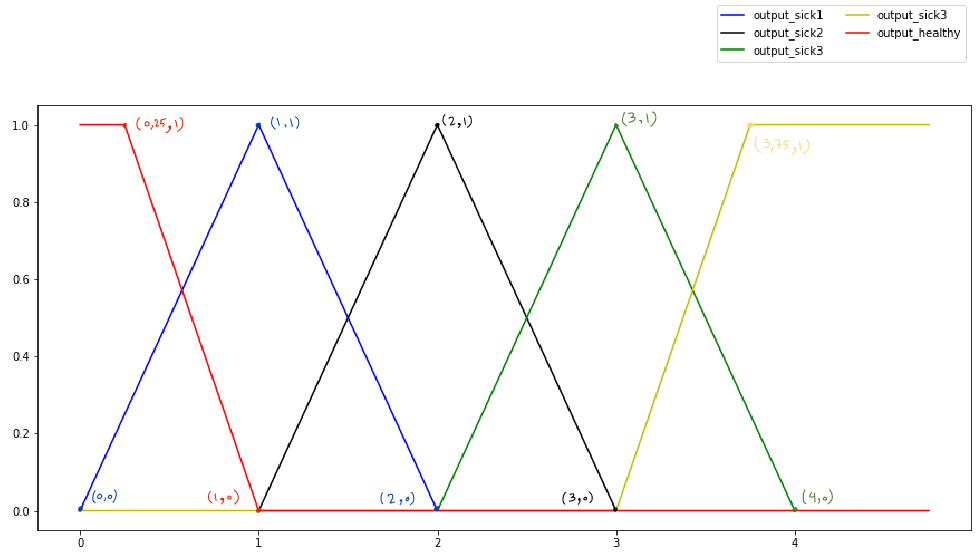 output_sick1 output_sick3
output_sick2 output_healthy
output_sick3
1.0 (0,25,1) (1,1) (2,1) (3,1)
(3,75,1)
0.8
0.6
0.4
0.2
(0,0) (1,0) (2,0) (3,0) (4,0)
0.0
0 1 2 3 4